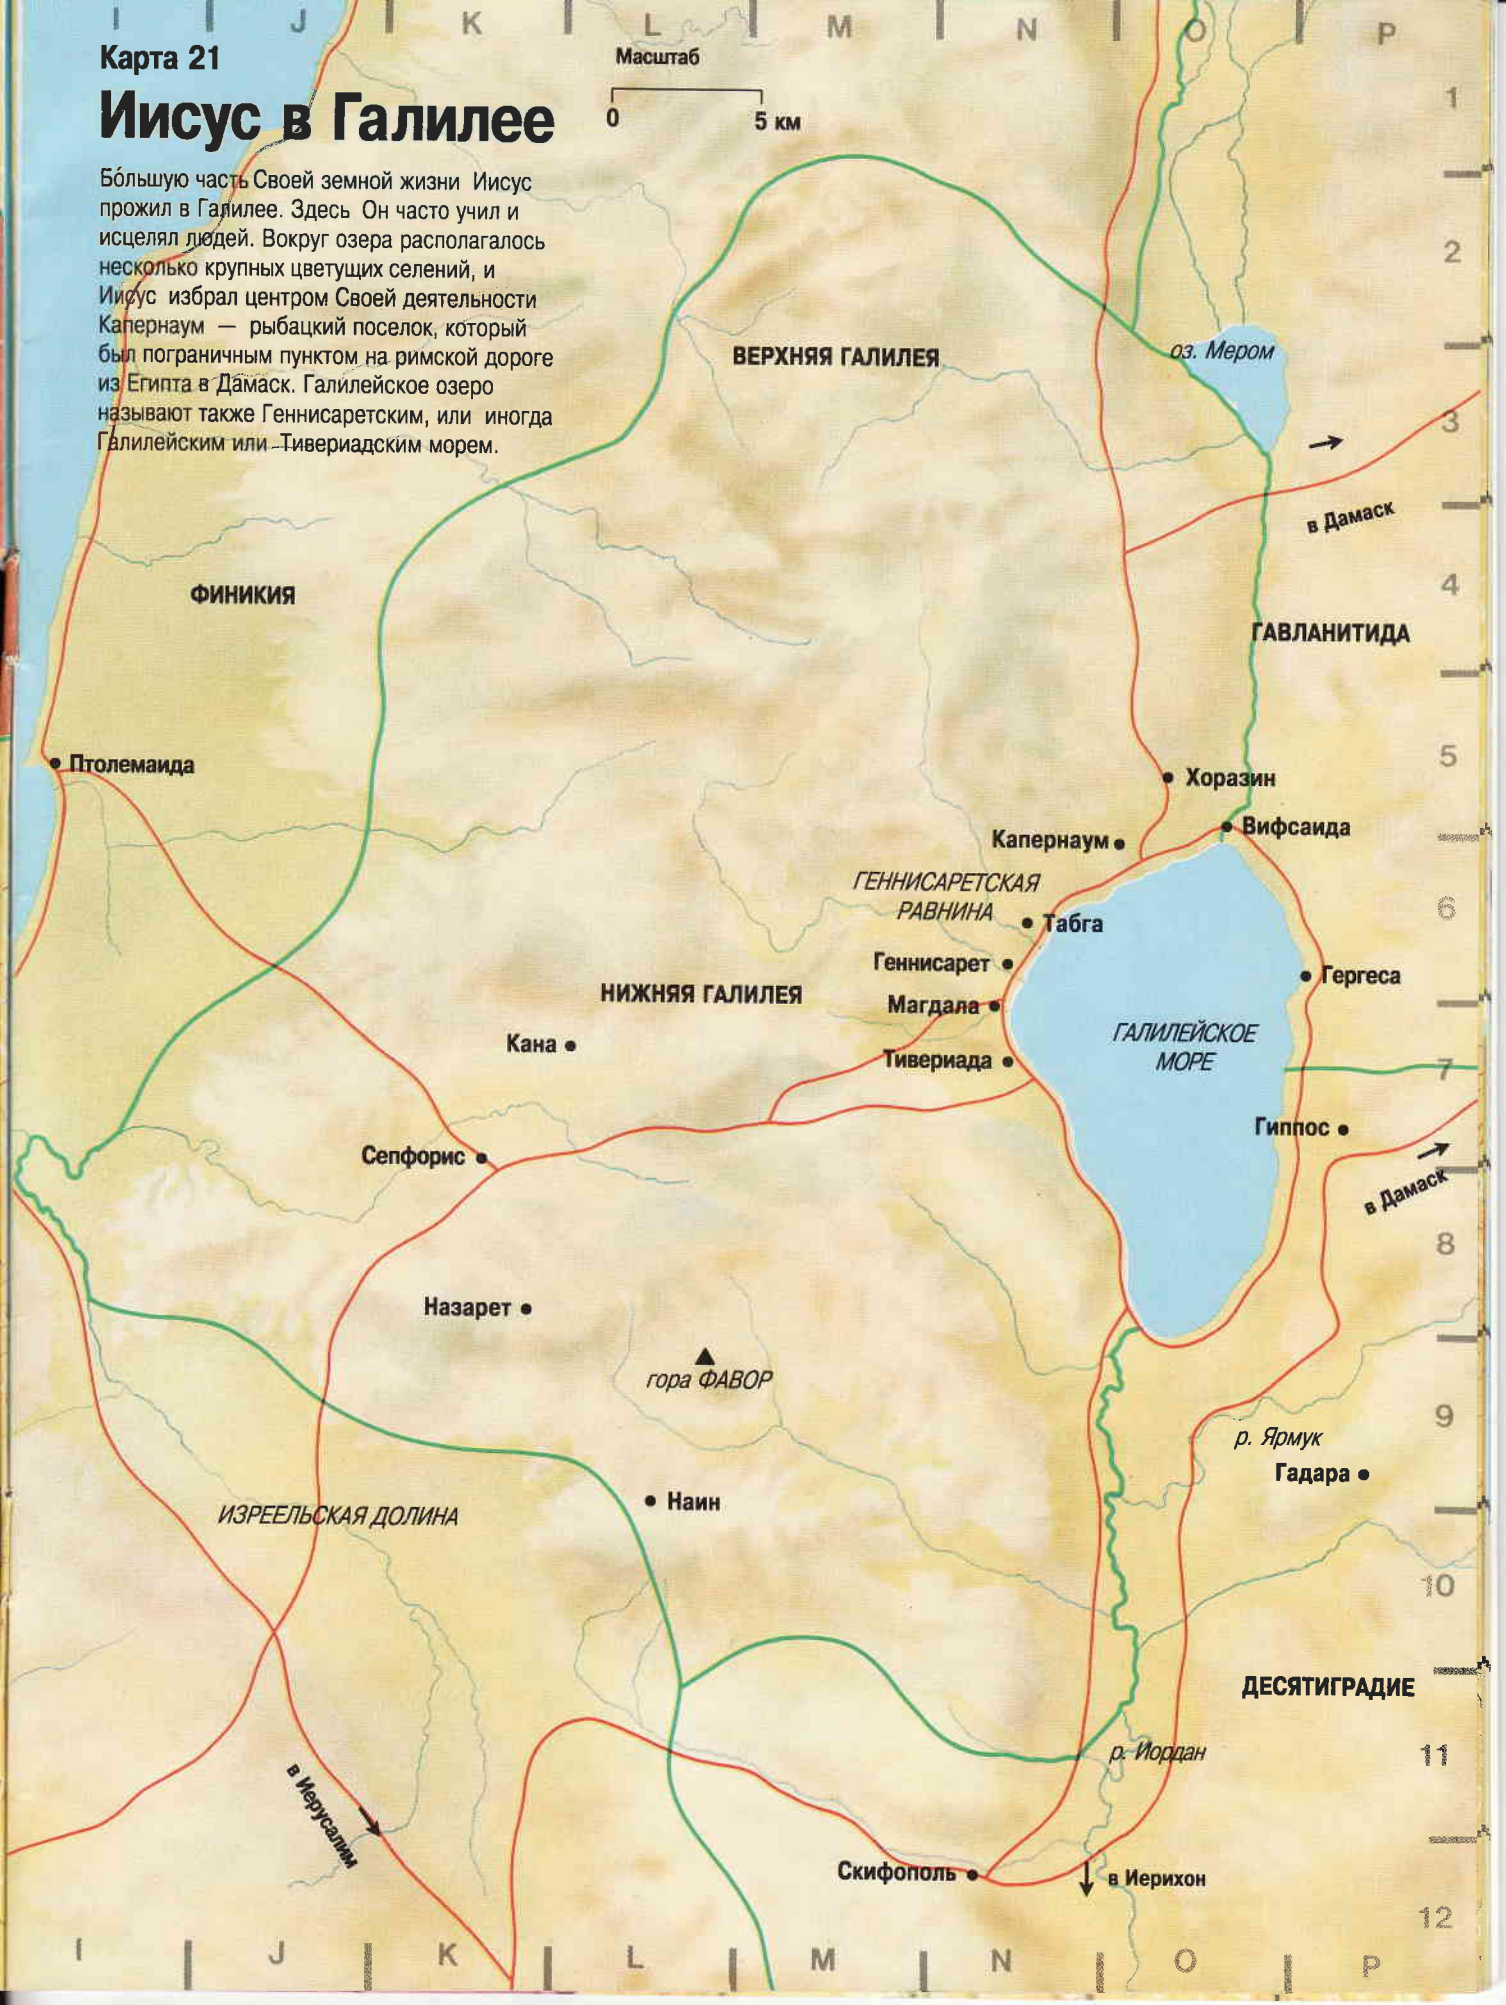 I J K L M N O P
Карта 21
Иисус в Галилее
Масштаб
0 5 км
Бо́льшую часть Своей земной жизни Иисус
прожил в Галилее. Здесь Он часто учил и
исцелял людей. Вокруг озера располагалось
несколько крупных цветущих селений, и
Иисус избрал центром Своей деятельности
Капернаум — рыбацкий поселок, который
был пограничным пунктом на римской дороге
из Египта в Дамаск. Галилейское озеро
называют также Геннисаретским, или иногда
Галилейским или Тивериадским морем.
1
2
ВЕРХНЯЯ ГАЛИЛЕЯ
оз. Мером
3
в Дамаск
ФИНИКИЯ
4
ГАВЛАНИТИДА
Птолемаида
5
Хоразин
Вифсаида
Капернаум
ГЕННИСАРЕТСКАЯ
РАВНИНА
6
Табга
Геннисарет
Гергеса
НИЖНЯЯ ГАЛИЛЕЯ
Магдала
ГАЛИЛЕЙСКОЕ
МОРЕ
Кана
Тивериада
7
Гиппос
Сепфорис
в Дамаск
8
Назарет
гора ФАВОР
9
р. Ярмук
Гадара
Наин
ИЗРЕЕЛЬСКАЯ ДОЛИНА
10
ДЕСЯТИГРАДИЕ
р. Иордан
11
в Иерусалим
Скифополь
в Иерихон
12
I J K L M N O P